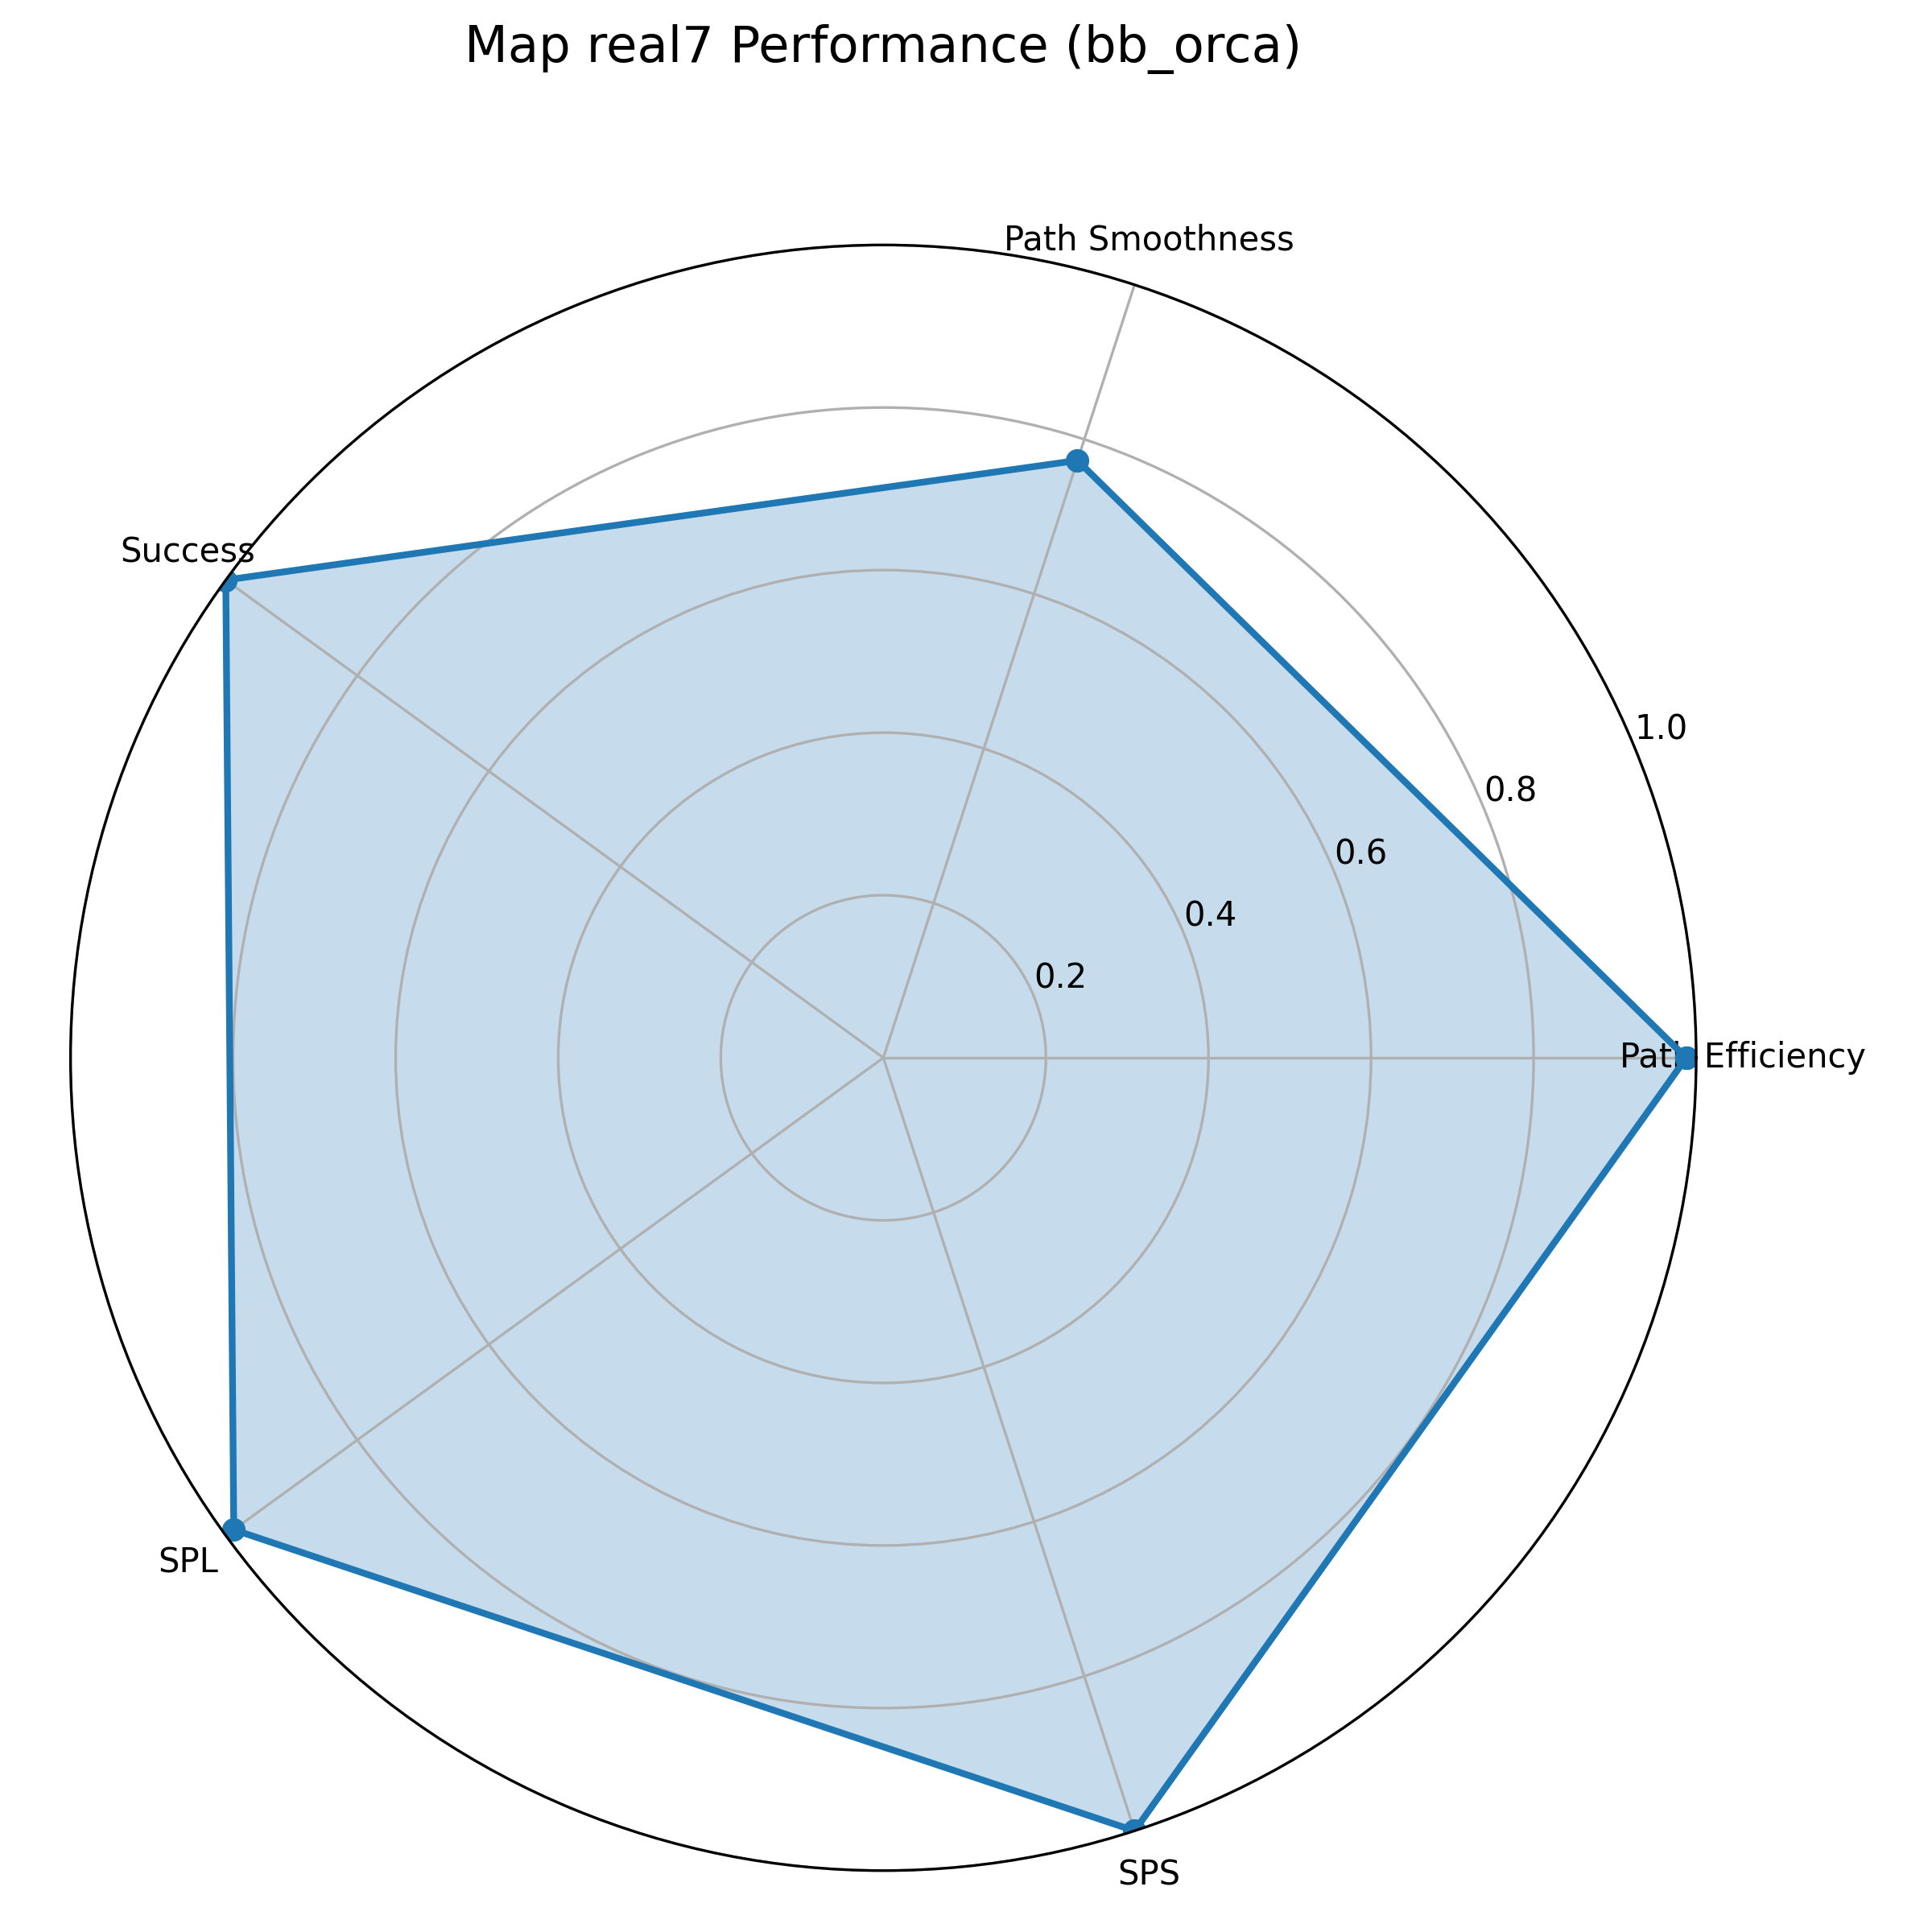 Map real7 Performance (bb_orca)
Path Smoothness
Success
1.0
0.8
0.6
0.4
0.2
Path Efficiency
SPL
SPS